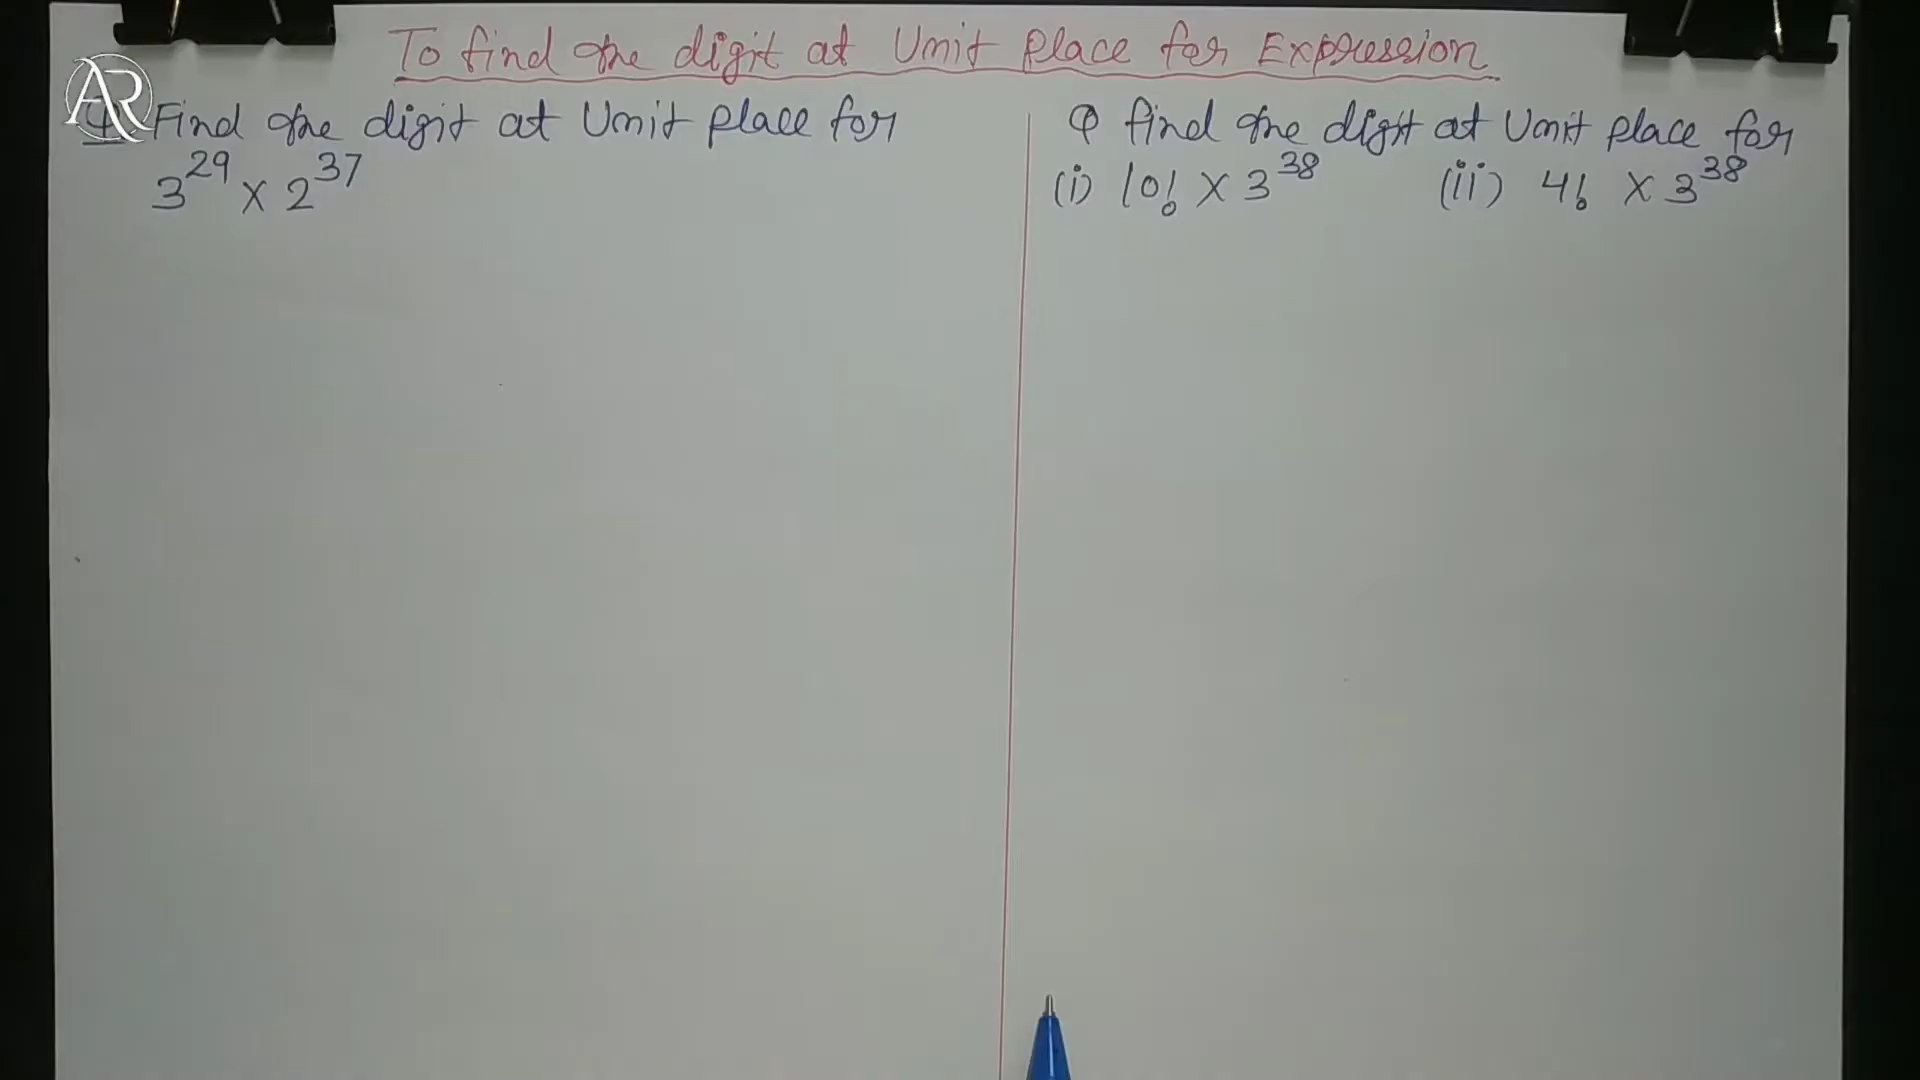 To find the digit at Unit Place for Expression
AR
Q Find the digit at Unit place for
3^29 × 2^37
Q find the digit at Unit place for
(i) 10! × 3^38 (ii) 4! × 3^38